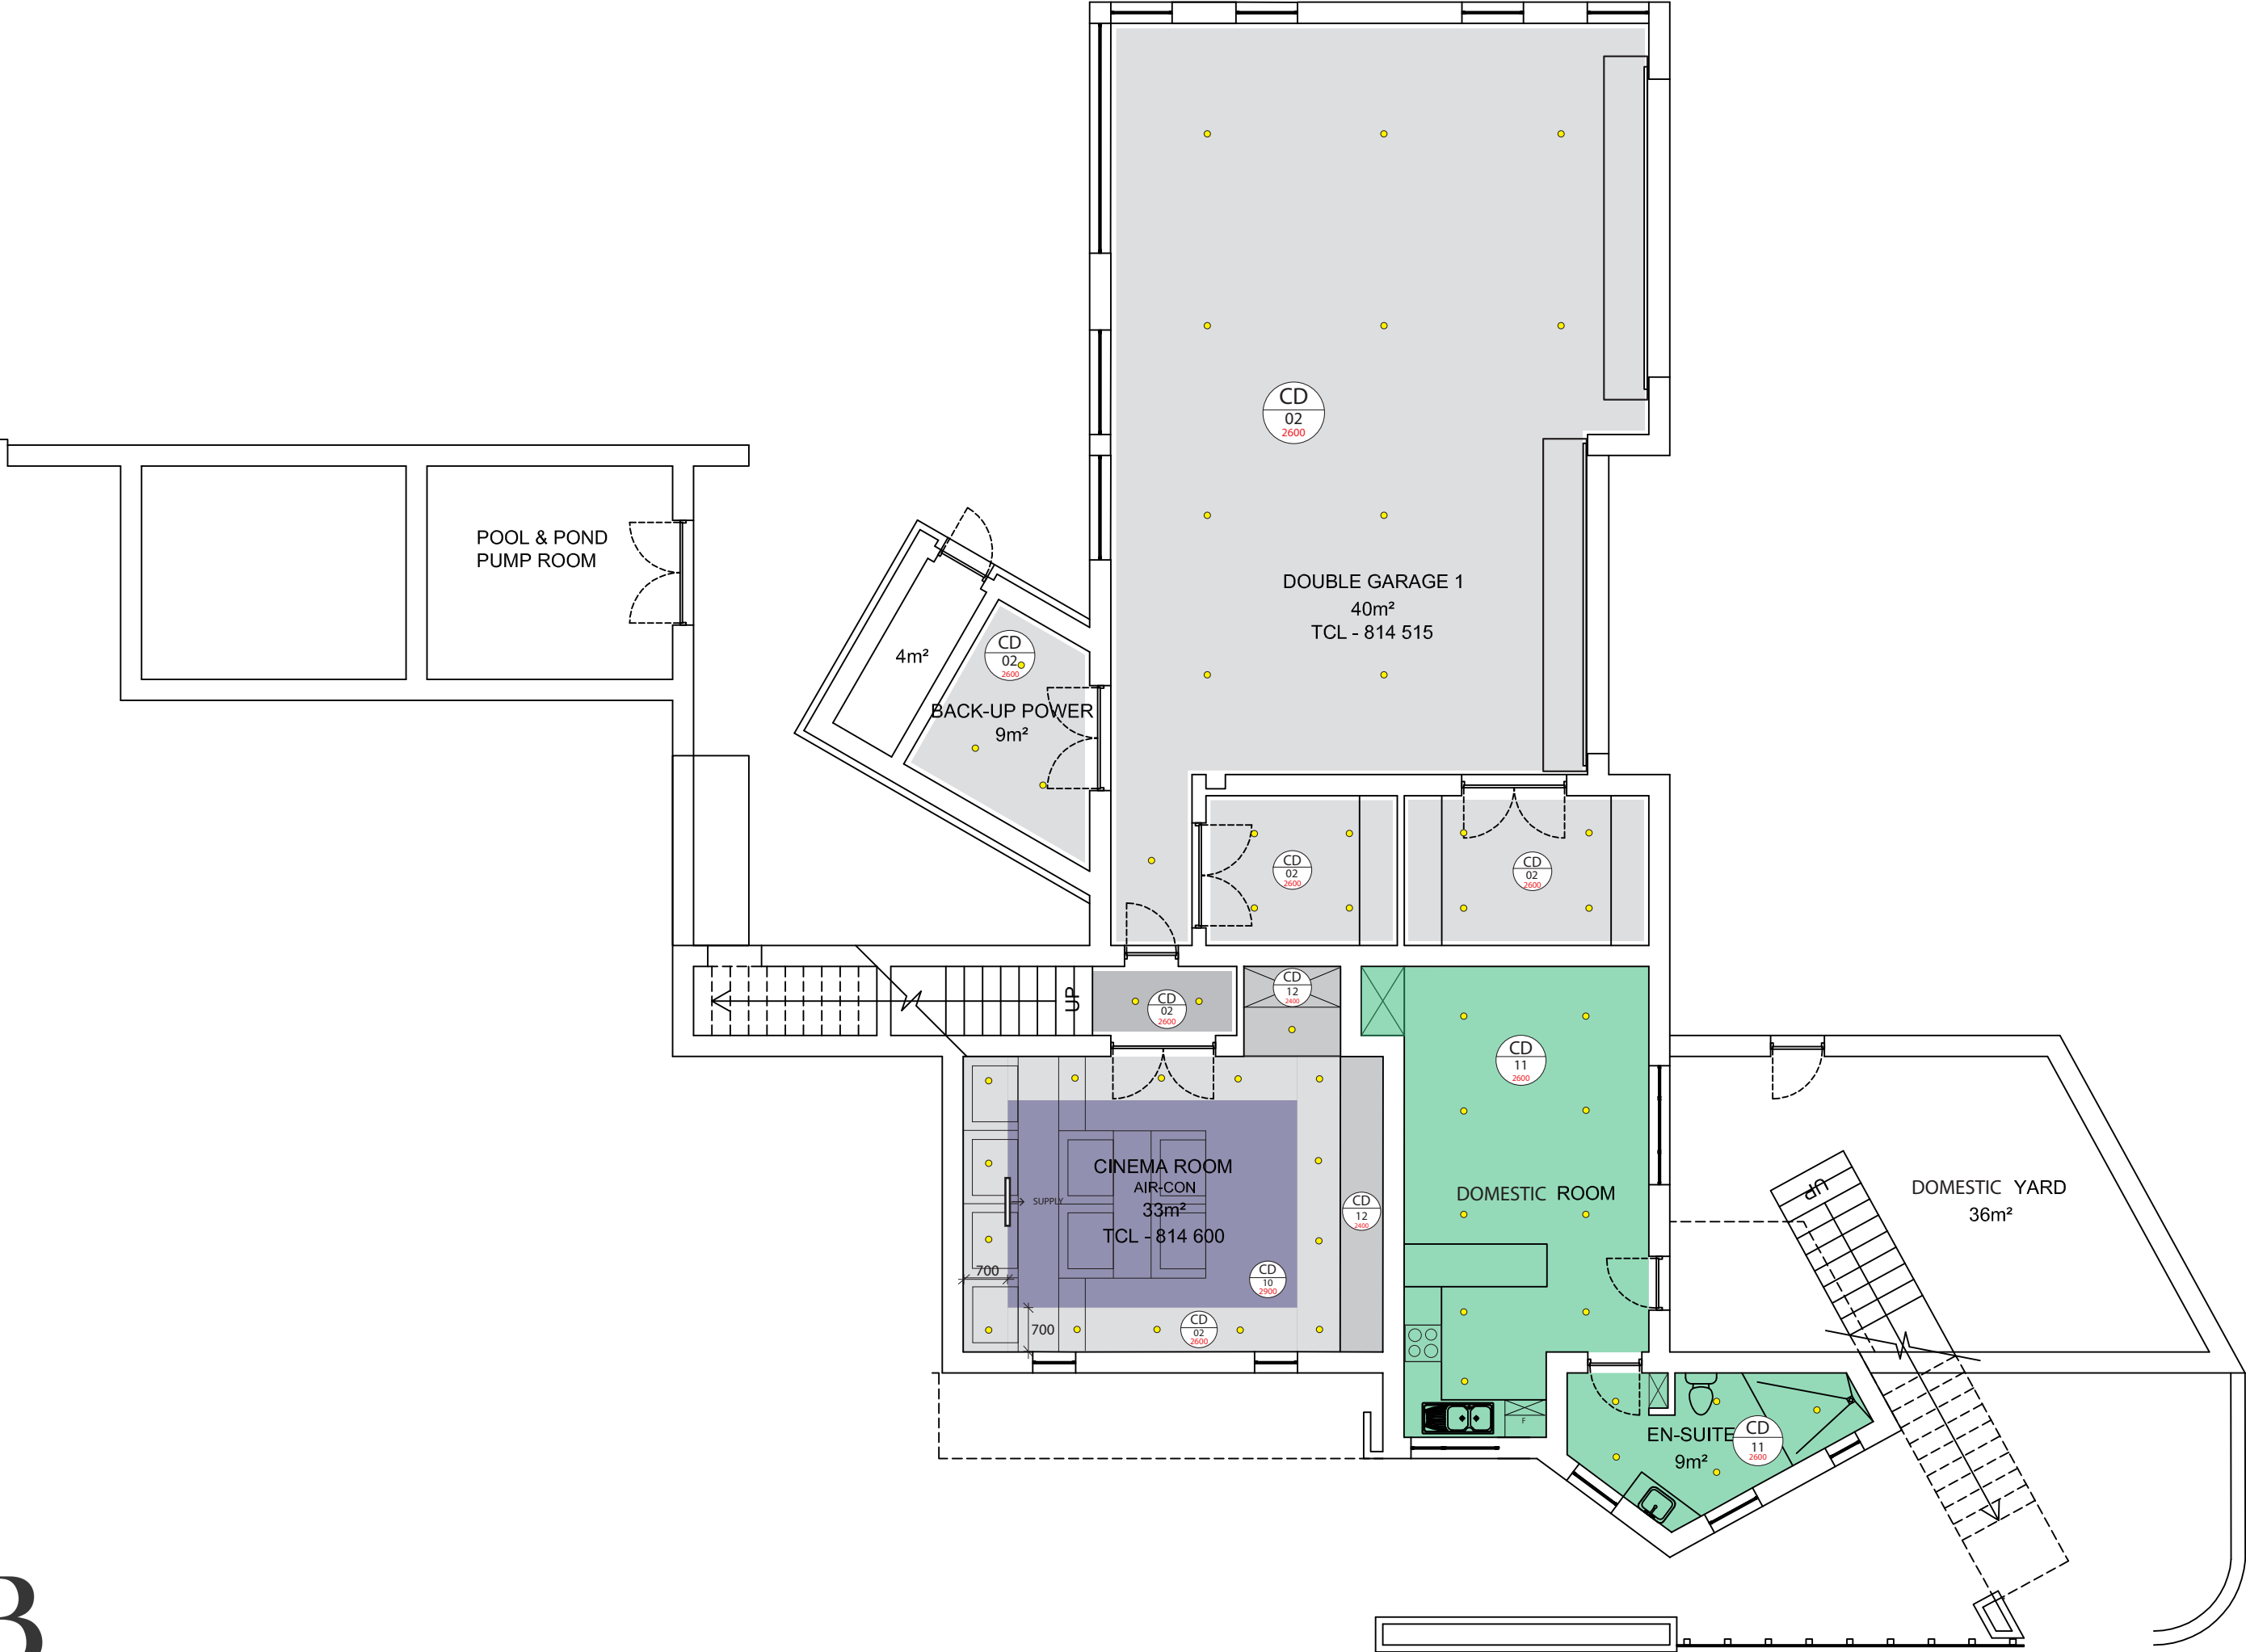 CD
02
2600
POOL & POND
PUMP ROOM
DOUBLE GARAGE 1
40m²
TCL - 814 515
CD
02
2600
4m²
BACK-UP POWER
9m²
CD
02
2600
CD
02
2600
UP
CD
02
2600
CD
12
2400
CD
11
2600
CINEMA ROOM
AIR-CON
SUPPLY
33m²
TCL - 814 600
CD
12
2400
DOMESTIC ROOM
UP
DOMESTIC YARD
36m²
700
CD
10
2900
700
CD
02
2600
F
EN-SUITE
9m²
CD
11
2600
B